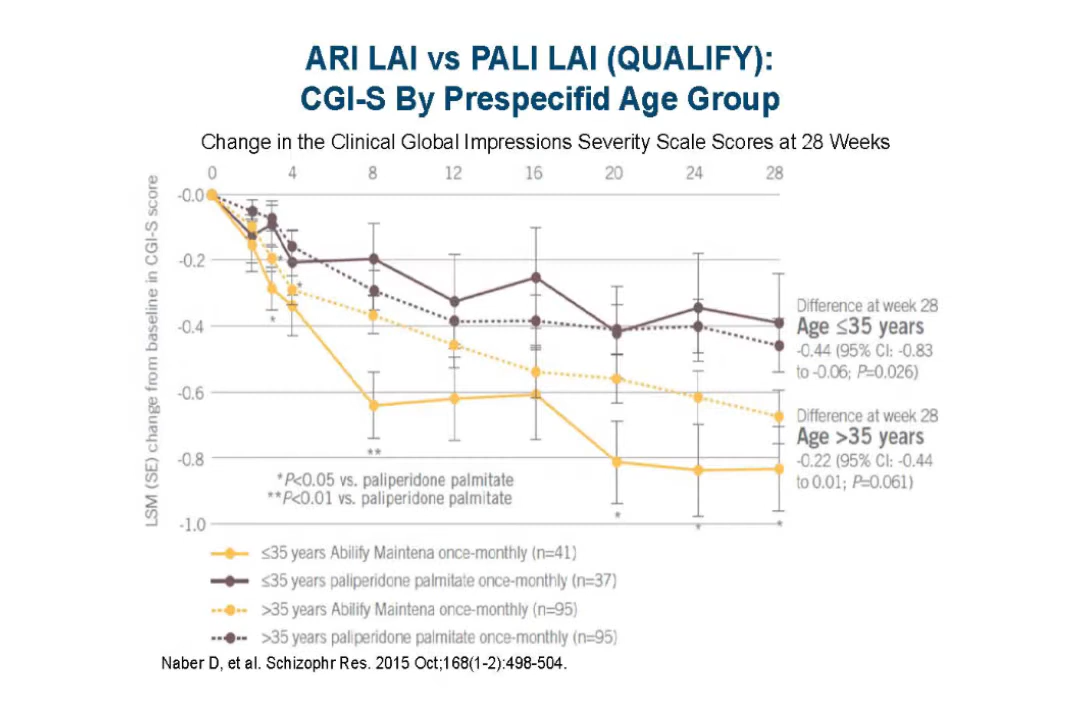 ARI LAI vs PALI LAI (QUALIFY):
CGI-S By Prespecifid Age Group
Change in the Clinical Global Impressions Severity Scale Scores at 28 Weeks
0 4 8 12 16 20 24 28
LSM (SE) change from baseline in CGI-S score
-0.0
-0.2
-0.4
-0.6
-0.8
-1.0
* * * ** * * *
*P<0.05 vs. paliperidone palmitate
**P<0.01 vs. paliperidone palmitate
Difference at week 28
Age ≤35 years
-0.44 (95% CI: -0.83
to -0.06; P=0.026)
Difference at week 28
Age >35 years
-0.22 (95% CI: -0.44
to 0.01; P=0.061)
≤35 years Abilify Maintena once-monthly (n=41)
≤35 years paliperidone palmitate once-monthly (n=37)
>35 years Abilify Maintena once-monthly (n=95)
>35 years paliperidone palmitate once-monthly (n=95)
Naber D, et al. Schizophr Res. 2015 Oct;168(1-2):498-504.